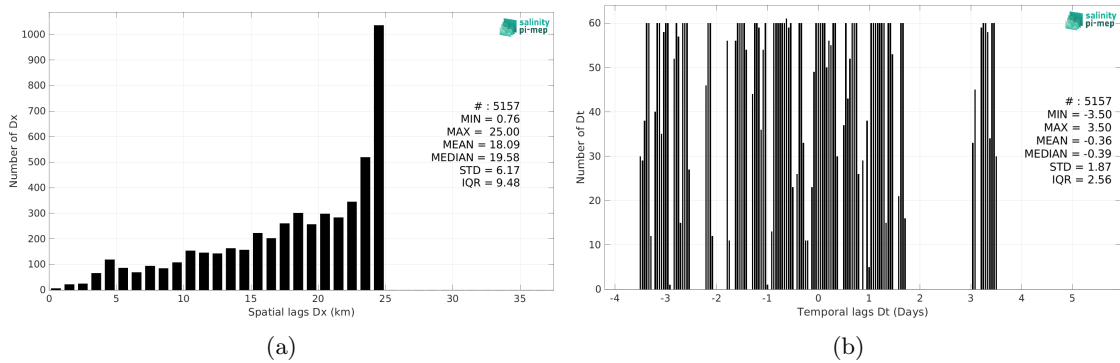 1000
900
800
700
600
500
400
300
200
100
0
Number of Dx
salinity
pi-mep
# : 5157
MIN = 0.76
MAX = 25.00
MEAN = 18.09
MEDIAN = 19.58
STD = 6.17
IQR = 9.48
0 5 10 15 20 25 30 35
Spatial lags Dx (km)
(a)
60
50
40
30
20
10
0
Number of Dt
salinity
pi-mep
# : 5157
MIN = -3.50
MAX = 3.50
MEAN = -0.36
MEDIAN = -0.39
STD = 1.87
IQR = 2.56
-4 -3 -2 -1 0 1 2 3 4 5
Temporal lags Dt (Days)
(b)